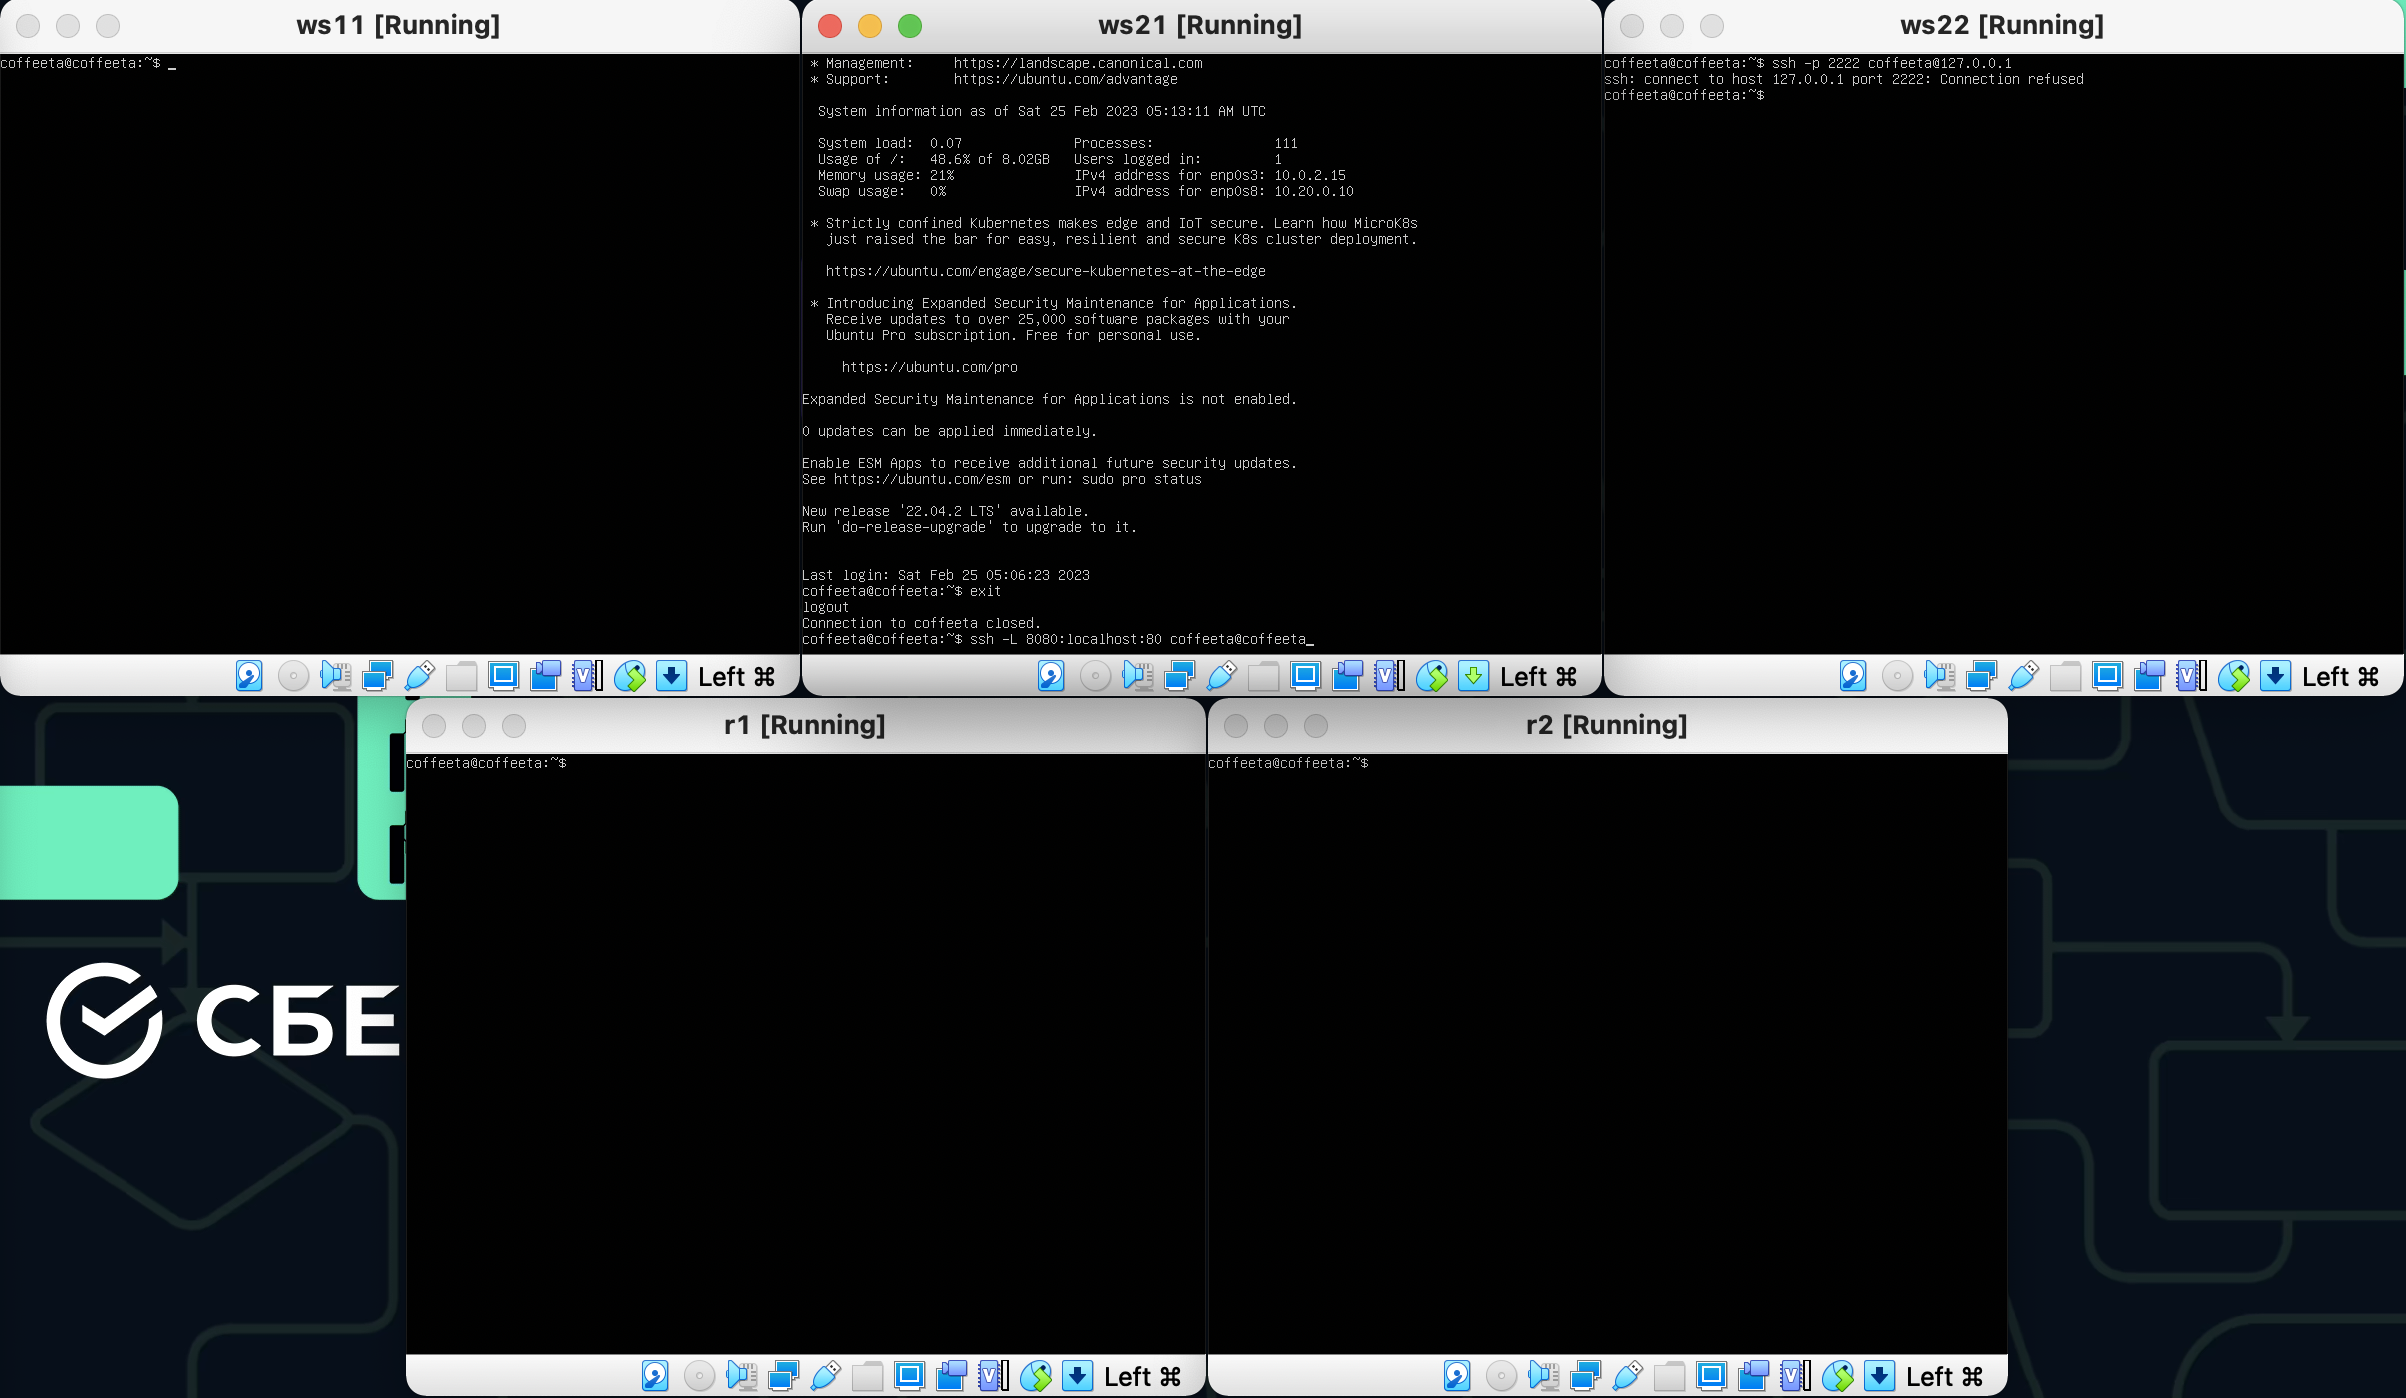 ws11 [Running]
coffeeta@coffeeta:~$ _
Left ⌘
ws21 [Running]
* Management: https://landscape.canonical.com
* Support: https://ubuntu.com/advantage
System information as of Sat 25 Feb 2023 05:13:11 AM UTC
System load: 0.07 Processes: 111
Usage of /: 48.6% of 8.02GB Users logged in: 1
Memory usage: 21% IPv4 address for enp0s3: 10.0.2.15
Swap usage: 0% IPv4 address for enp0s8: 10.20.0.10
* Strictly confined Kubernetes makes edge and IoT secure. Learn how MicroK8s
just raised the bar for easy, resilient and secure K8s cluster deployment.
https://ubuntu.com/engage/secure-kubernetes-at-the-edge
* Introducing Expanded Security Maintenance for Applications.
Receive updates to over 25,000 software packages with your
Ubuntu Pro subscription. Free for personal use.
https://ubuntu.com/pro
Expanded Security Maintenance for Applications is not enabled.
0 updates can be applied immediately.
Enable ESM Apps to receive additional future security updates.
See https://ubuntu.com/esm or run: sudo pro status
New release '22.04.2 LTS' available.
Run 'do-release-upgrade' to upgrade to it.
Last login: Sat Feb 25 05:06:23 2023
coffeeta@coffeeta:~$ exit
logout
Connection to coffeeta closed.
coffeeta@coffeeta:~$ ssh -L 8080:localhost:80 coffeeta@coffeeta_
Left ⌘
ws22 [Running]
coffeeta@coffeeta:~$ ssh -p 2222 coffeeta@127.0.0.1
ssh: connect to host 127.0.0.1 port 2222: Connection refused
coffeeta@coffeeta:~$
Left ⌘
r1 [Running]
coffeeta@coffeeta:~$
Left ⌘
r2 [Running]
coffeeta@coffeeta:~$
Left ⌘
СБЕ